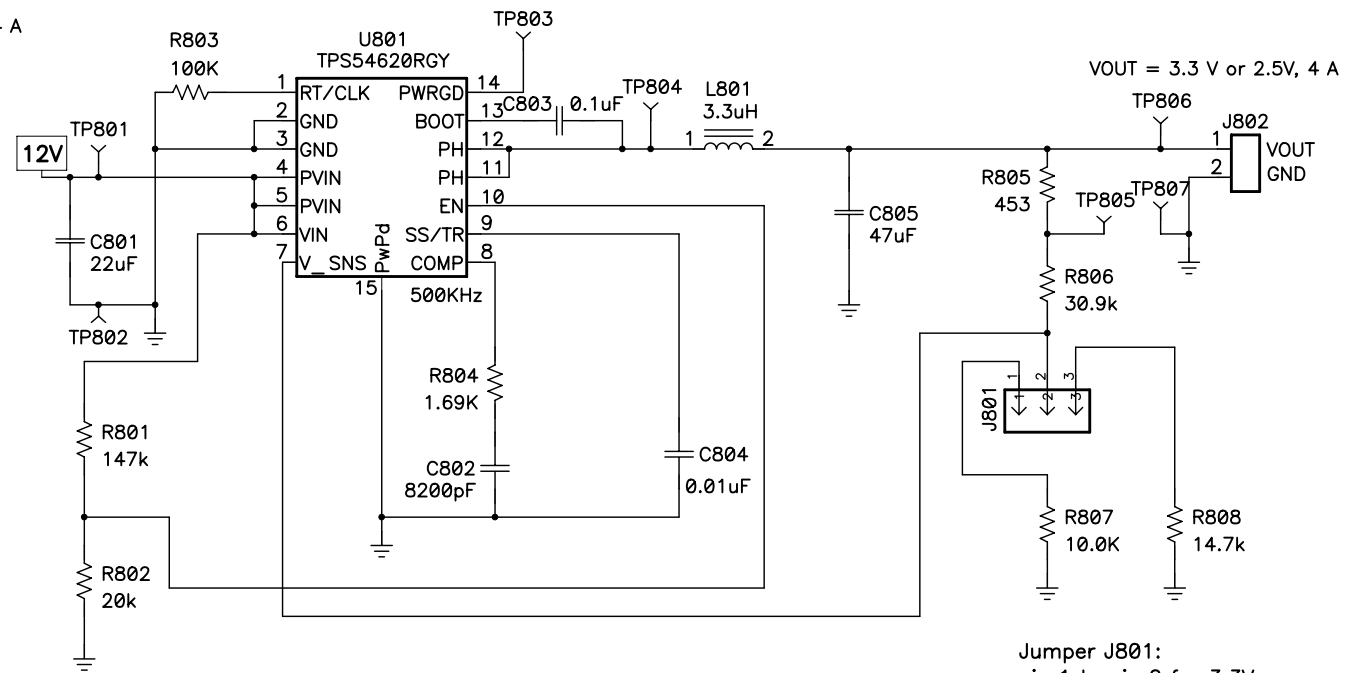 A
TP803
R803
100K
U801
TPS54620RGY
VOUT = 3.3 V or 2.5V, 4 A
1 RT/CLK PWRGD 14
2 GND BOOT 13
3 GND PH 12
4 PVIN PH 11
5 PVIN EN 10
6 VIN SS/TR 9
7 V_SNS COMP 8
PwPd
15
500KHz
C803 0.1uF
TP804
L801
3.3uH
1 2
TP806
J802
1 VOUT
2 GND
TP801
12V
C801
22uF
TP802
R805
453
TP805
TP807
C805
47uF
R806
30.9k
R804
1.69K
C802
8200pF
C804
0.01uF
R801
147k
R802
20k
J801
1 2 3
1 2 3
R807
10.0K
R808
14.7k
Jumper J801: